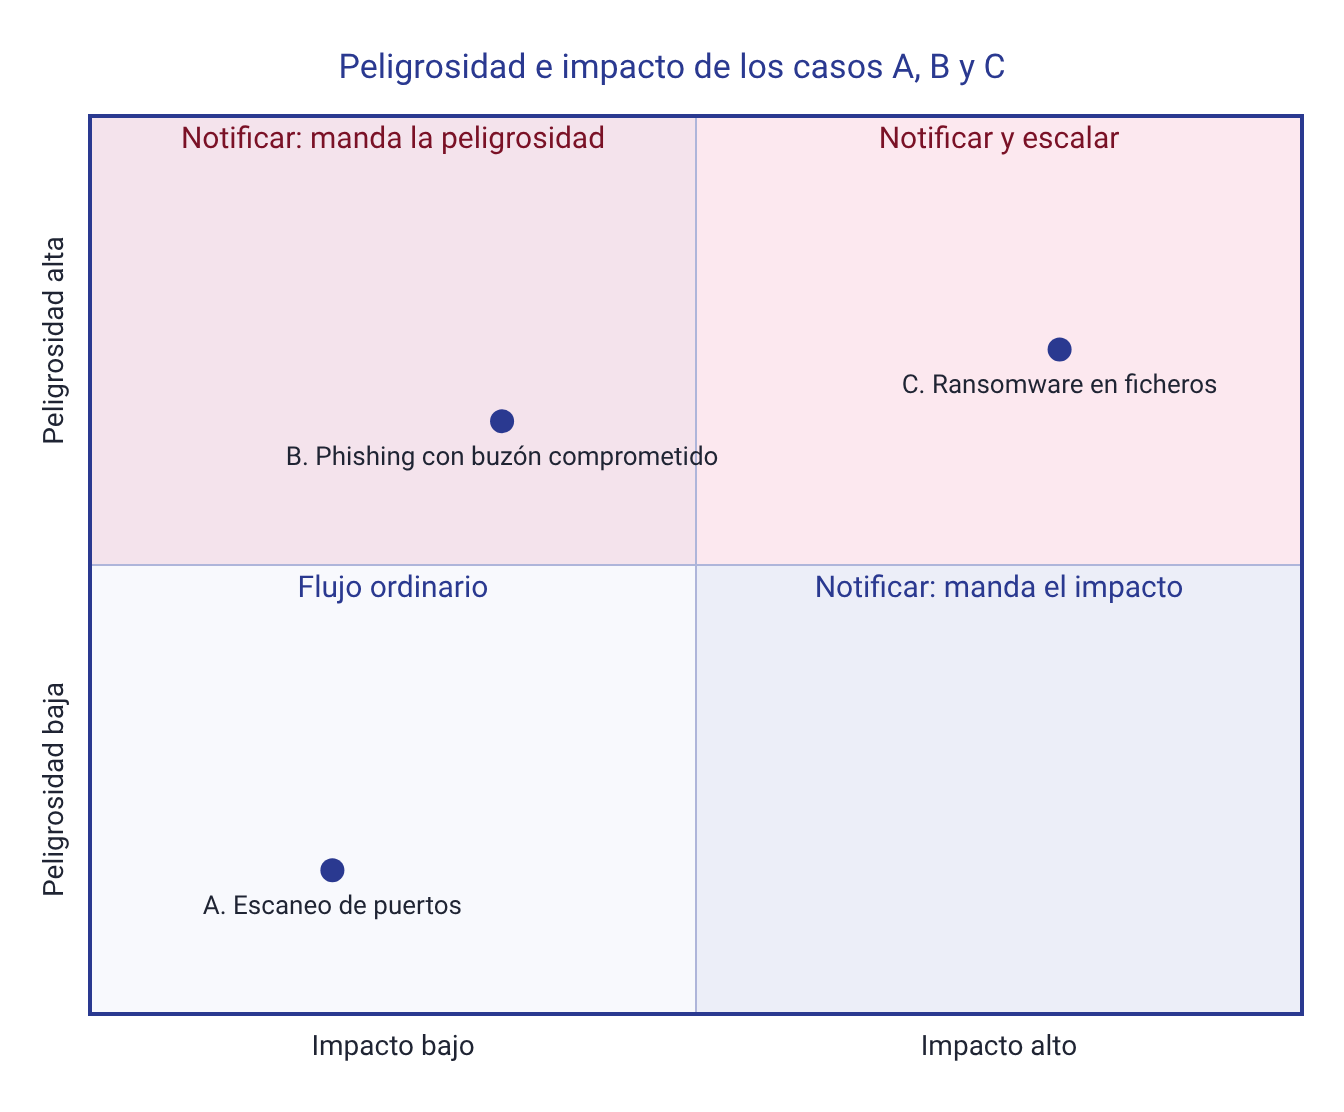 Peligrosidad e impacto de los casos A, B y C
Notificar: manda la peligrosidad
Notificar y escalar
Peligrosidad alta
C. Ransomware en ficheros
B. Phishing con buzón comprometido
Flujo ordinario
Notificar: manda el impacto
Peligrosidad baja
A. Escaneo de puertos
Impacto bajo
Impacto alto